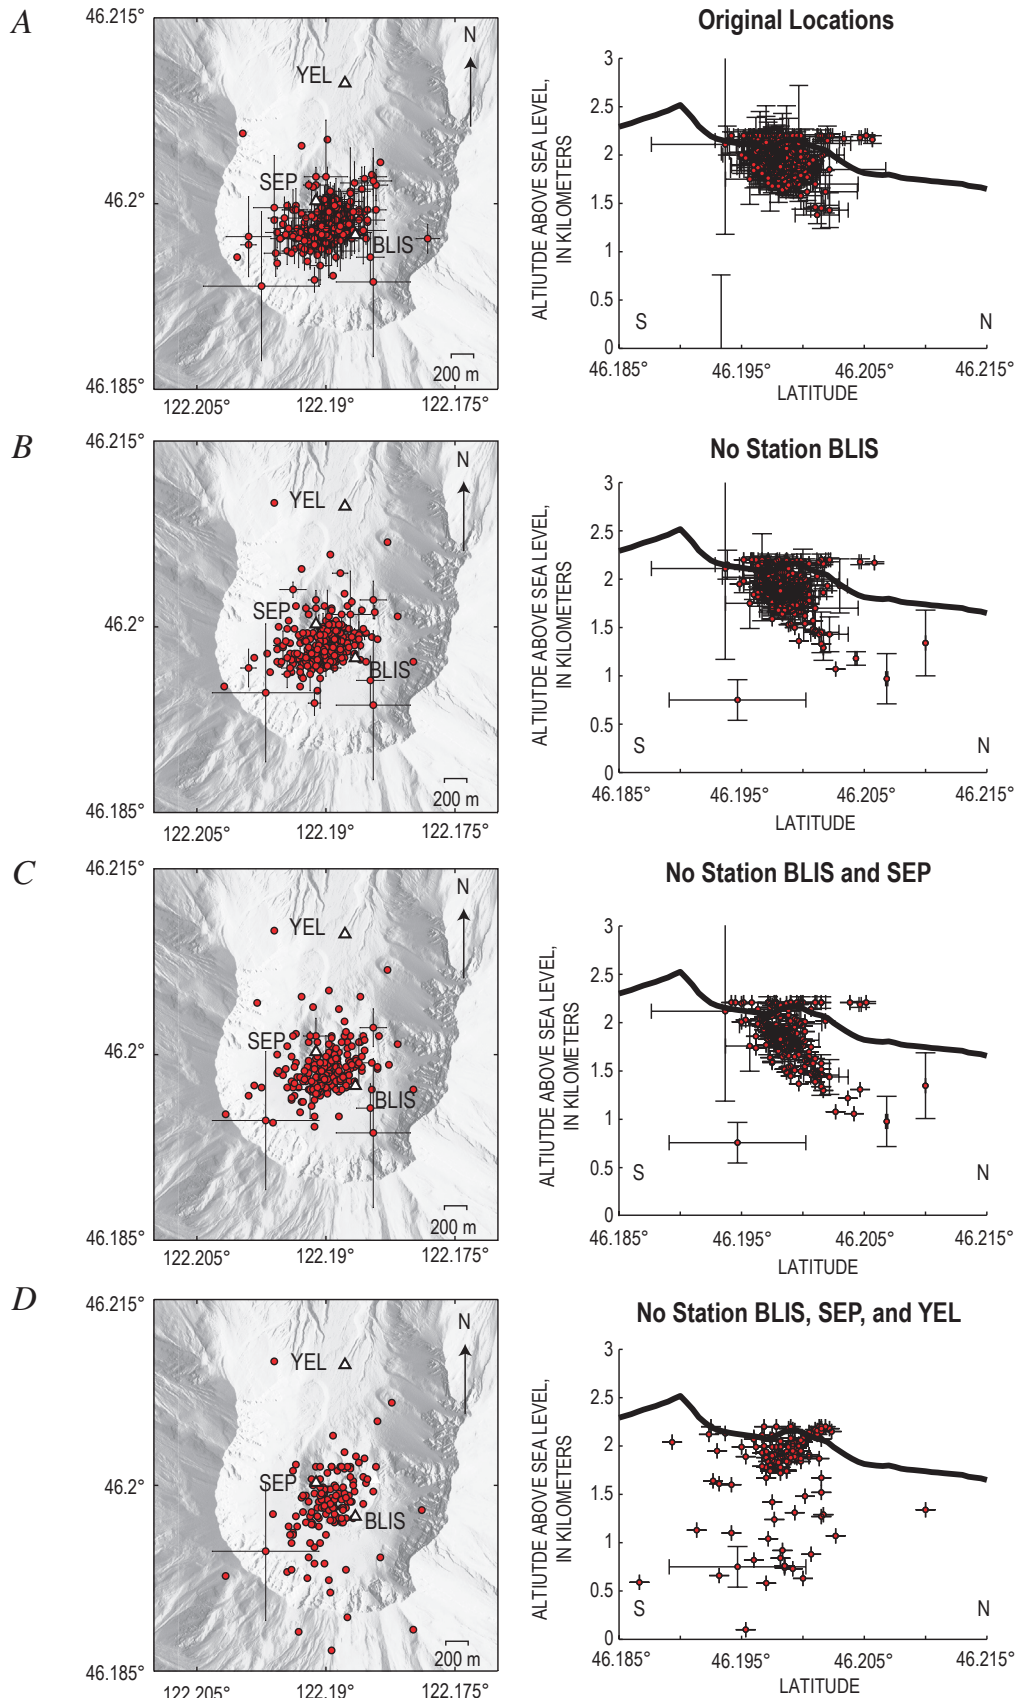 A
Original Locations
46.215°
46.2°
46.185°
122.205°
122.19°
122.175°
N
YEL
SEP
BLIS
200 m
ALTIUTDE ABOVE SEA LEVEL,
IN KILOMETERS
3
2.5
2
1.5
1
0.5
0
S
N
46.185°
46.195°
46.205°
46.215°
LATITUDE
B
No Station BLIS
46.215°
46.2°
46.185°
122.205°
122.19°
122.175°
N
YEL
SEP
BLIS
200 m
ALTIUTDE ABOVE SEA LEVEL,
IN KILOMETERS
3
2.5
2
1.5
1
0.5
0
S
N
46.185°
46.195°
46.205°
46.215°
LATITUDE
C
No Station BLIS and SEP
46.215°
46.2°
46.185°
122.205°
122.19°
122.175°
N
YEL
SEP
BLIS
200 m
ALTIUTDE ABOVE SEA LEVEL,
IN KILOMETERS
3
2.5
2
1.5
1
0.5
0
S
N
46.185°
46.195°
46.205°
46.215°
LATITUDE
D
No Station BLIS, SEP, and YEL
46.215°
46.2°
46.185°
122.205°
122.19°
122.175°
N
YEL
SEP
BLIS
200 m
ALTIUTDE ABOVE SEA LEVEL,
IN KILOMETERS
3
2.5
2
1.5
1
0.5
0
S
N
46.185°
46.195°
46.205°
46.215°
LATITUDE